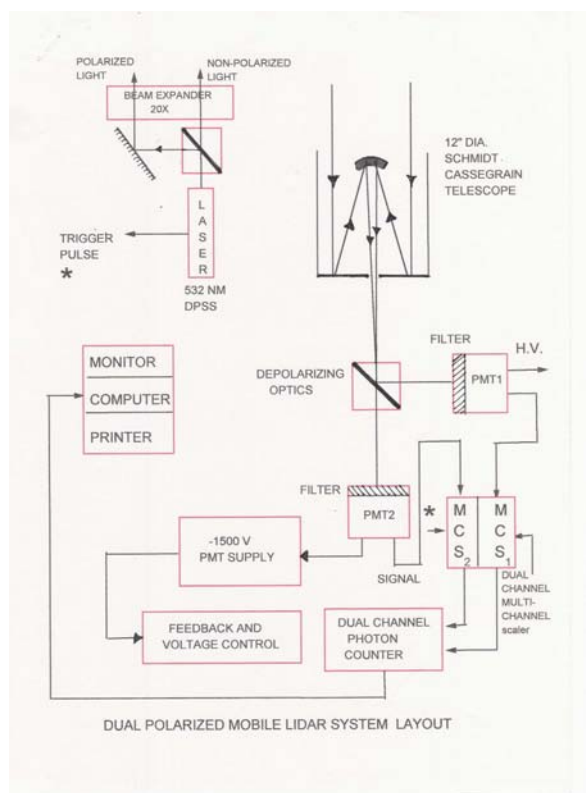 POLARIZED
LIGHT
NON-POLARIZED
LIGHT
BEAM EXPANDER
20X
L
A
S
E
R
TRIGGER
PULSE
*
532 NM
DPSS
12" DIA.
SCHMIDT
CASSEGRAIN
TELESCOPE
MONITOR
COMPUTER
PRINTER
DEPOLARIZING
OPTICS
FILTER
PMT1
H.V.
FILTER
PMT2
-1500 V
PMT SUPPLY
SIGNAL
*
M
C
S2
M
C
S1
DUAL
CHANNEL
MULTI-
CHANNEL
scaler
FEEDBACK AND
VOLTAGE CONTROL
DUAL CHANNEL
PHOTON
COUNTER
DUAL POLARIZED MOBILE LIDAR SYSTEM LAYOUT